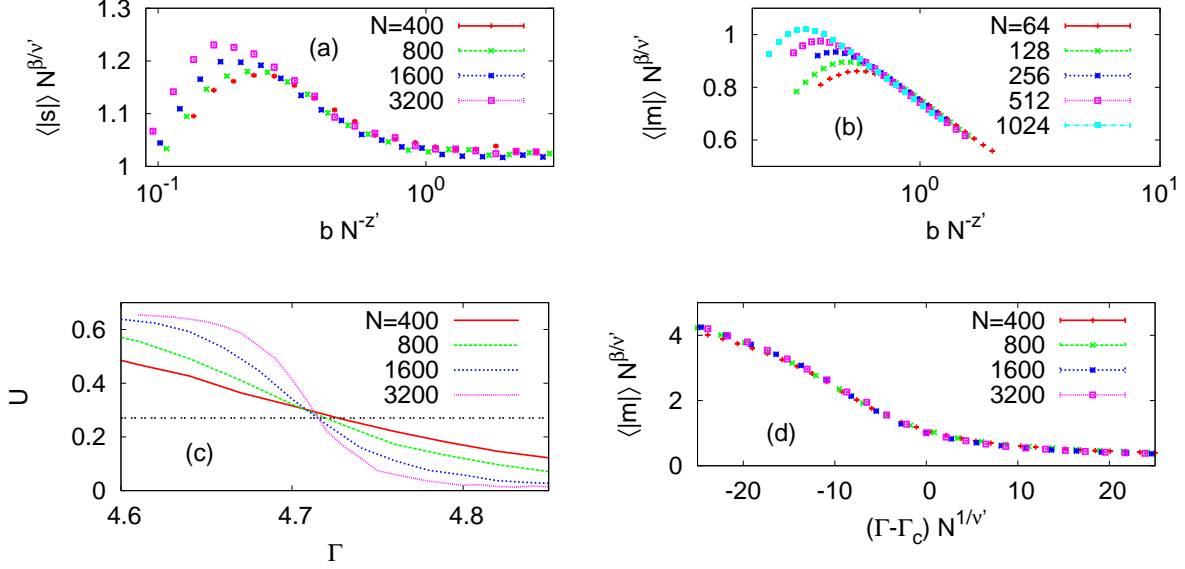 ⟨|s|⟩ N^{β/ν'}
1.3
1.2
1.1
1
(a)
N=400
800
1600
3200
10^{-1}
10^{0}
b N^{-z'}
⟨|m|⟩ N^{β/ν'}
1
0.8
0.6
(b)
N=64
128
256
512
1024
10^{0}
10^{1}
b N^{-z'}
U
0.6
0.4
0.2
0
(c)
N=400
800
1600
3200
4.6
4.7
4.8
Γ
⟨|m|⟩ N^{β/ν'}
4
2
0
(d)
N=400
800
1600
3200
-20
-10
0
10
20
(Γ-Γ_c) N^{1/ν'}